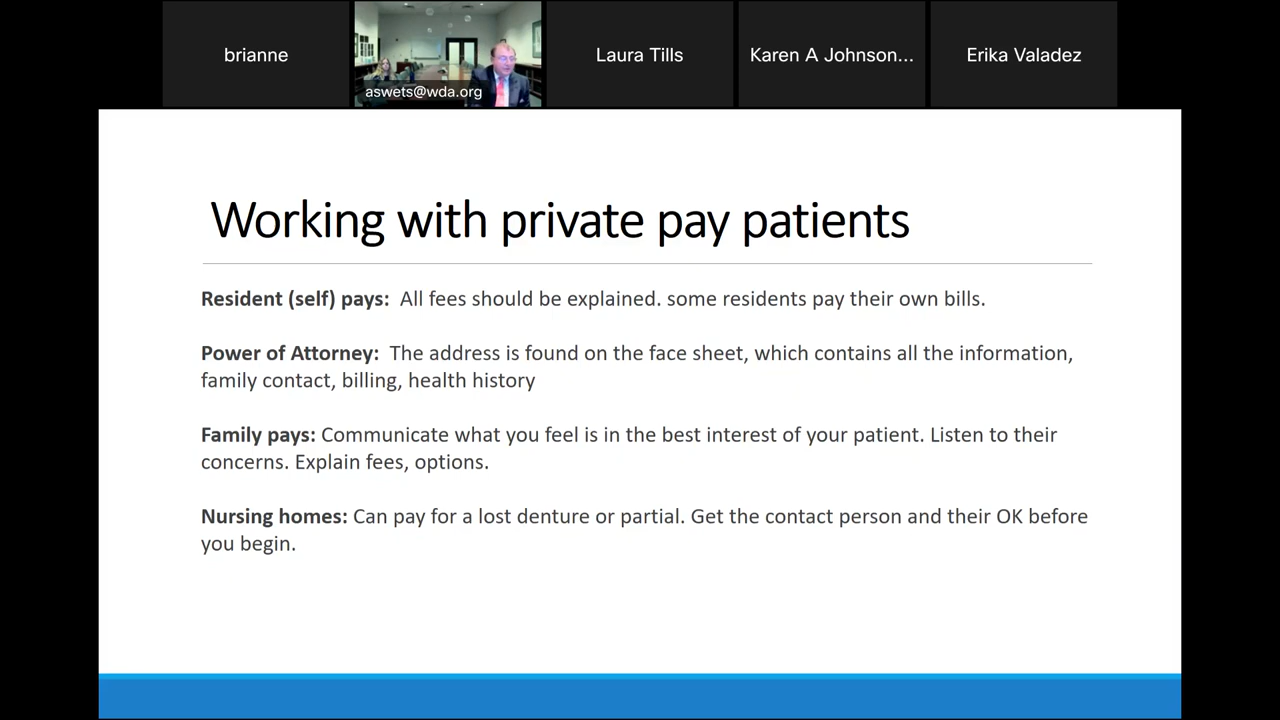 brianne
aswets@wda.org
Laura Tills
Karen A Johnson...
Erika Valadez
Working with private pay patients
Resident (self) pays: All fees should be explained. some residents pay their own bills.
Power of Attorney: The address is found on the face sheet, which contains all the information,
family contact, billing, health history
Family pays: Communicate what you feel is in the best interest of your patient. Listen to their
concerns. Explain fees, options.
Nursing homes: Can pay for a lost denture or partial. Get the contact person and their OK before
you begin.